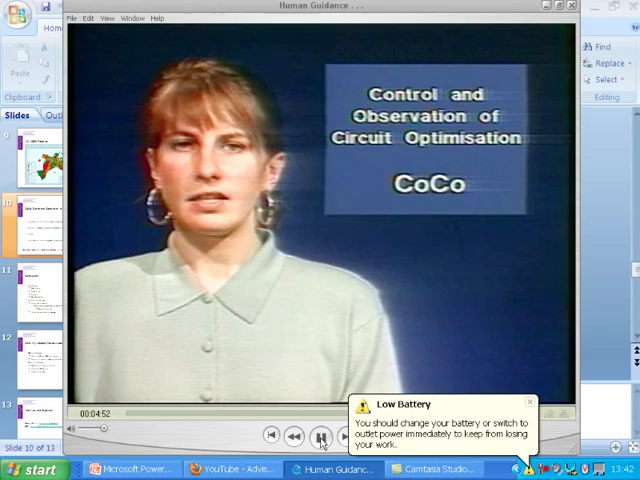 Human Guidance . . .
File Edit View Window Help
Home
Paste
Clipboard
Find
Replace
Select
Editing
Slides
9
10
11
12
13
Control and
Observation of
Circuit Optimisation
CoCo
00:04:52
Low Battery
You should change your battery or switch to
outlet power immediately to keep from losing
your work.
Slide 10 of 13
start
Microsoft Power...
YouTube - Advis...
Human Guidanc...
Camtasia Studio...
13:42